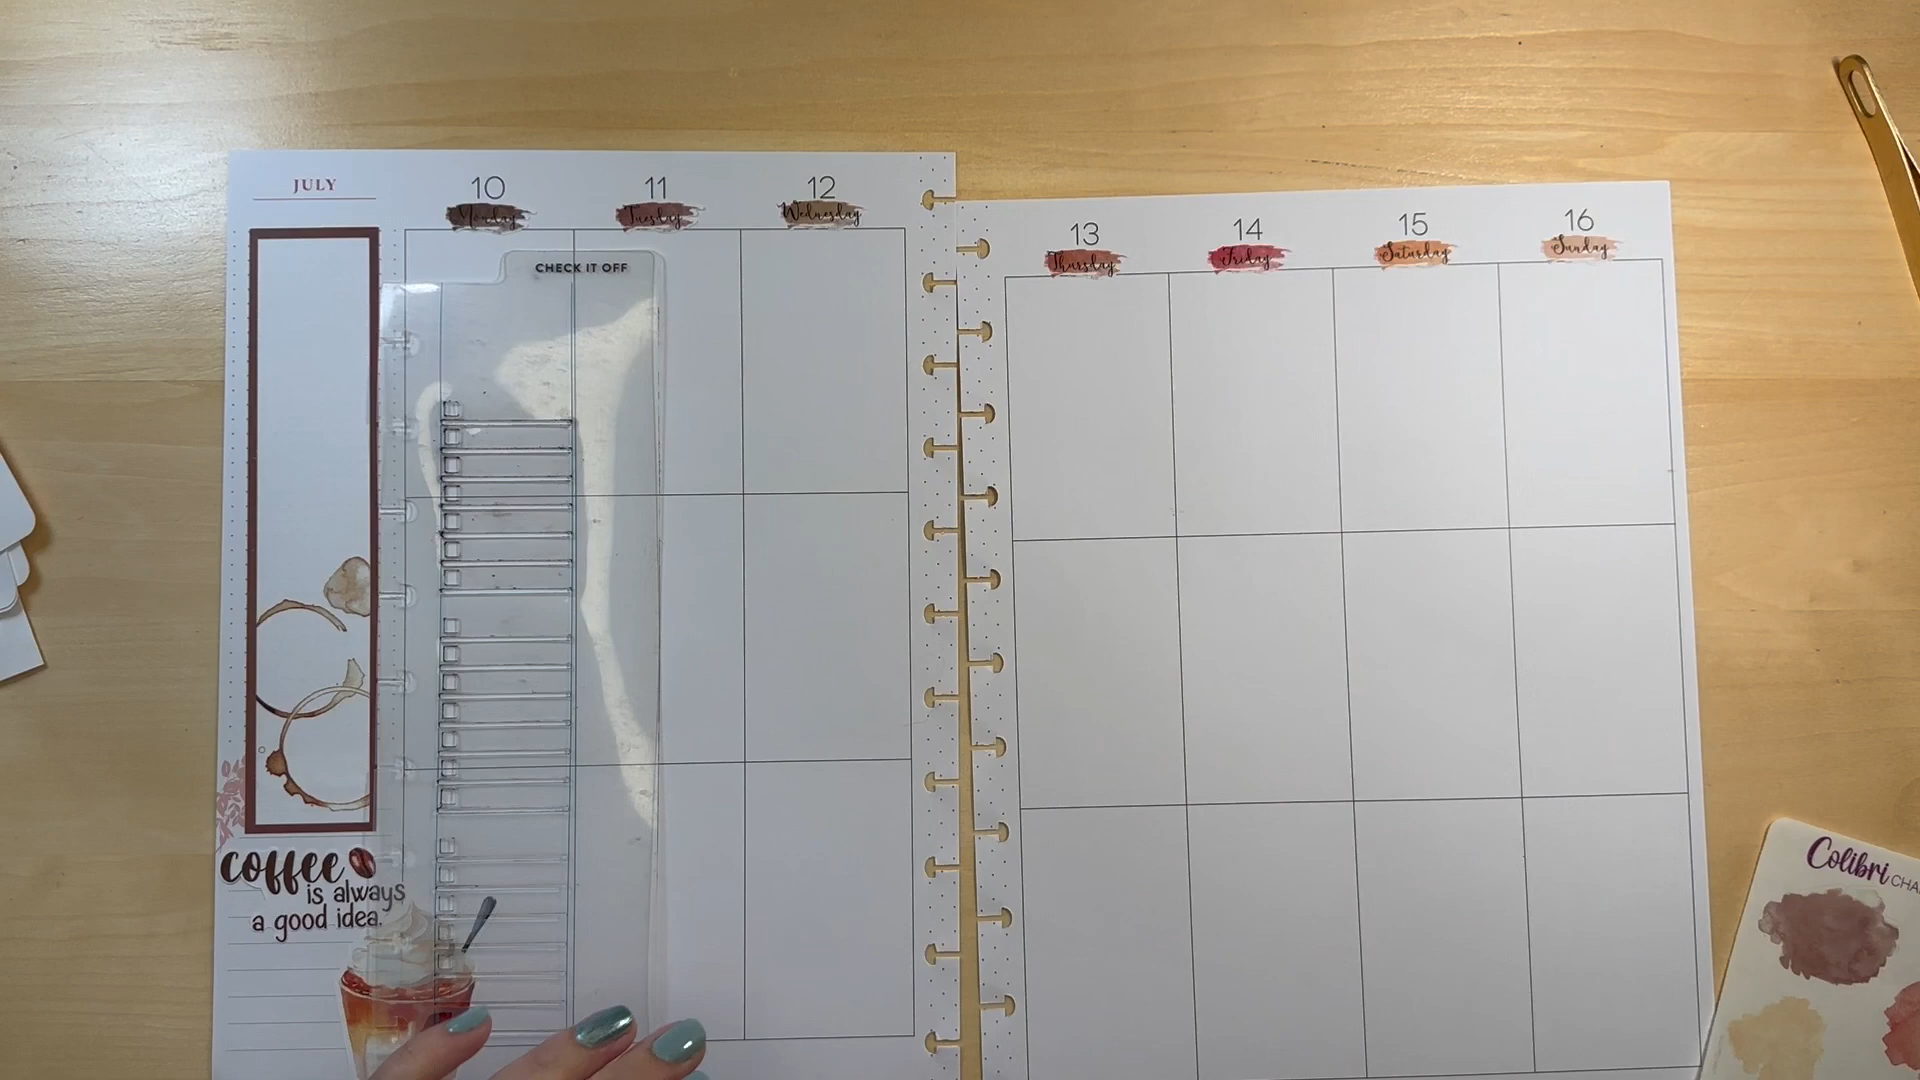 JULY
10
Monday
11
Tuesday
12
Wednesday
13
Thursday
14
Friday
15
Saturday
16
Sunday
CHECK IT OFF
coffee
is always
a good idea.
Colibri CHA